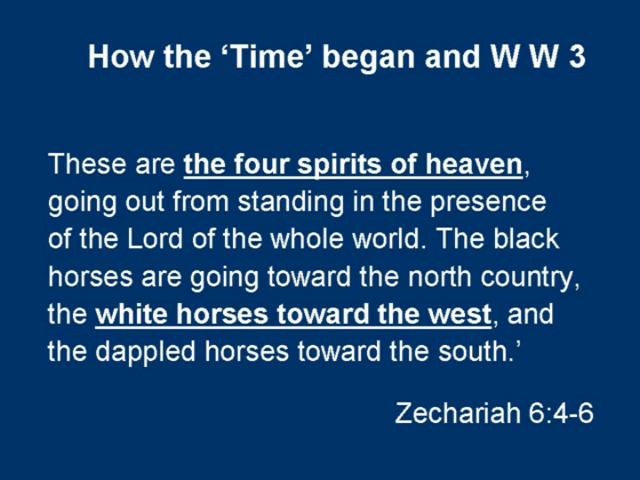 How the ‘Time’ began and W W 3
These are the four spirits of heaven,
going out from standing in the presence
of the Lord of the whole world. The black
horses are going toward the north country,
the white horses toward the west, and
the dappled horses toward the south.’
Zechariah 6:4-6